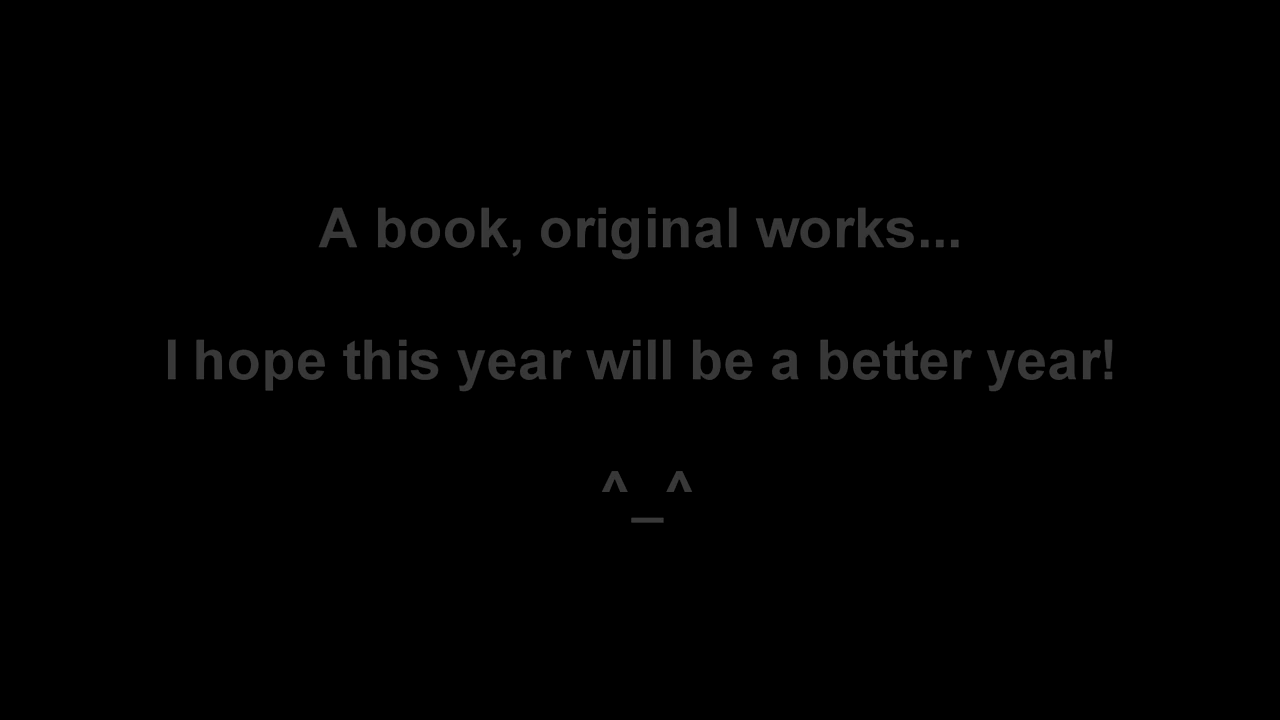 A book, original works...
I hope this year will be a better year!
^_^